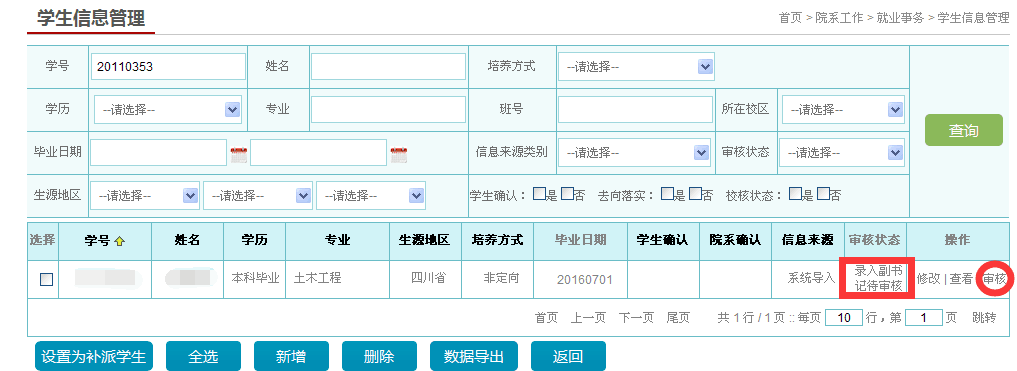 学生信息管理
首页 > 院系工作 > 就业事务 > 学生信息管理
学号 20110353 姓名 培养方式 --请选择--
学历 --请选择-- 专业 班号 所在校区 --请选择--
查询
毕业日期 信息来源类别 --请选择-- 审核状态 --请选择--
生源地区 --请选择-- --请选择-- --请选择-- 学生确认：是否 去向落实：是否 校核状态：是否
选择 学号 姓名 学历 专业 生源地区 培养方式 毕业日期 学生确认 院系确认 信息来源 审核状态 操作
本科毕业 土木工程 四川省 非定向 20160701 系统导入 录入副书
记待审核 修改 | 查看 审核
首页 上一页 下一页 尾页 共 1 行 / 1 页 :: 每页 10 行，第 1 页 跳转
设置为补派学生 全选 新增 删除 数据导出 返回